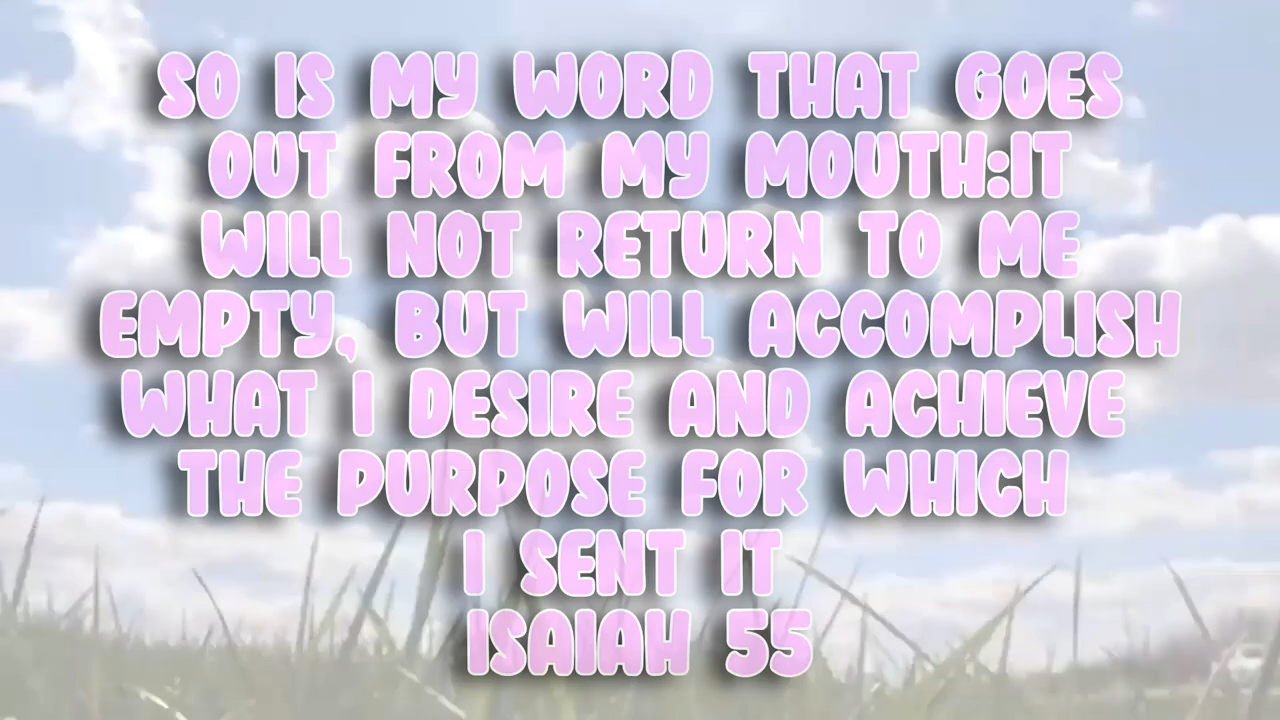 SO IS MY WORD THAT GOES
OUT FROM MY MOUTH:IT
WILL NOT RETURN TO ME
EMPTY, BUT WILL ACCOMPLISH
WHAT I DESIRE AND ACHIEVE
THE PURPOSE FOR WHICH
I SENT IT
ISAIAH 55